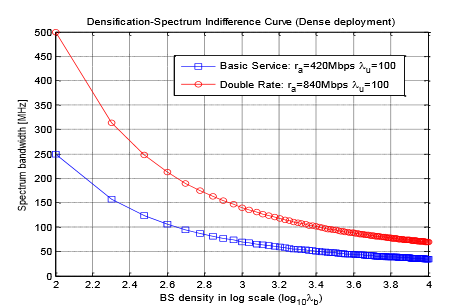 Densification-Spectrum Indifference Curve (Dense deployment)
Spectrum bandwidth [MHz]
500
450
400
350
300
250
200
150
100
50
0
Basic Service: rₐ=420Mbps λᵤ=100
Double Rate: rₐ=840Mbps λᵤ=100
2 2.2 2.4 2.6 2.8 3 3.2 3.4 3.6 3.8 4
BS density in log scale (log₁₀λ_b)